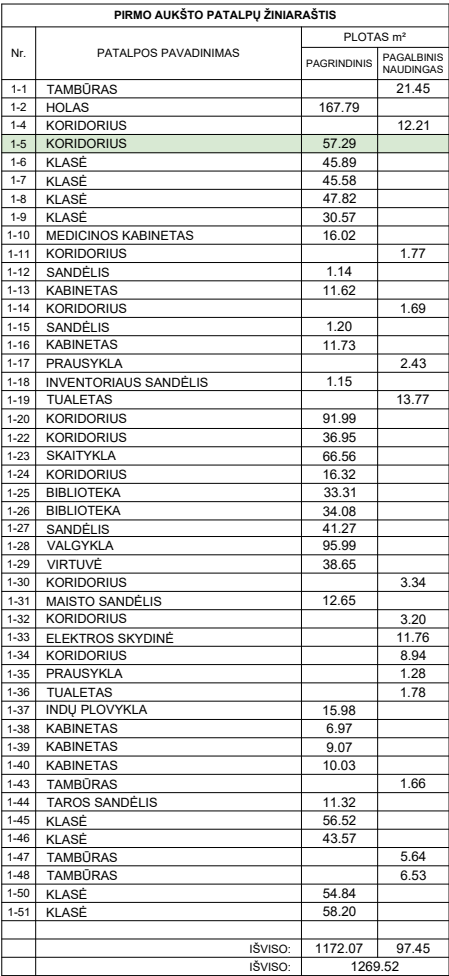 PIRMO AUKŠTO PATALPŲ ŽINIARAŠTIS
Nr. PATALPOS PAVADINIMAS PLOTAS m²
PAGRINDINIS PAGALBINIS NAUDINGAS
1-1 TAMBŪRAS 21.45
1-2 HOLAS 167.79
1-4 KORIDORIUS 12.21
1-5 KORIDORIUS 57.29
1-6 KLASĖ 45.89
1-7 KLASĖ 45.58
1-8 KLASĖ 47.82
1-9 KLASĖ 30.57
1-10 MEDICINOS KABINETAS 16.02
1-11 KORIDORIUS 1.77
1-12 SANDĖLIS 1.14
1-13 KABINETAS 11.62
1-14 KORIDORIUS 1.69
1-15 SANDĖLIS 1.20
1-16 KABINETAS 11.73
1-17 PRAUSYKLA 2.43
1-18 INVENTORIAUS SANDĖLIS 1.15
1-19 TUALETAS 13.77
1-20 KORIDORIUS 91.99
1-22 KORIDORIUS 36.95
1-23 SKAITYKLA 66.56
1-24 KORIDORIUS 16.32
1-25 BIBLIOTEKA 33.31
1-26 BIBLIOTEKA 34.08
1-27 SANDĖLIS 41.27
1-28 VALGYKLA 95.99
1-29 VIRTUVĖ 38.65
1-30 KORIDORIUS 3.34
1-31 MAISTO SANDĖLIS 12.65
1-32 KORIDORIUS 3.20
1-33 ELEKTROS SKYDINĖ 11.76
1-34 KORIDORIUS 8.94
1-35 PRAUSYKLA 1.28
1-36 TUALETAS 1.78
1-37 INDŲ PLOVYKLA 15.98
1-38 KABINETAS 6.97
1-39 KABINETAS 9.07
1-40 KABINETAS 10.03
1-43 TAMBŪRAS 1.66
1-44 TAROS SANDĖLIS 11.32
1-45 KLASĖ 56.52
1-46 KLASĖ 43.57
1-47 TAMBŪRAS 5.64
1-48 TAMBŪRAS 6.53
1-50 KLASĖ 54.84
1-51 KLASĖ 58.20
IŠVISO: 1172.07 97.45
IŠVISO: 1269.52